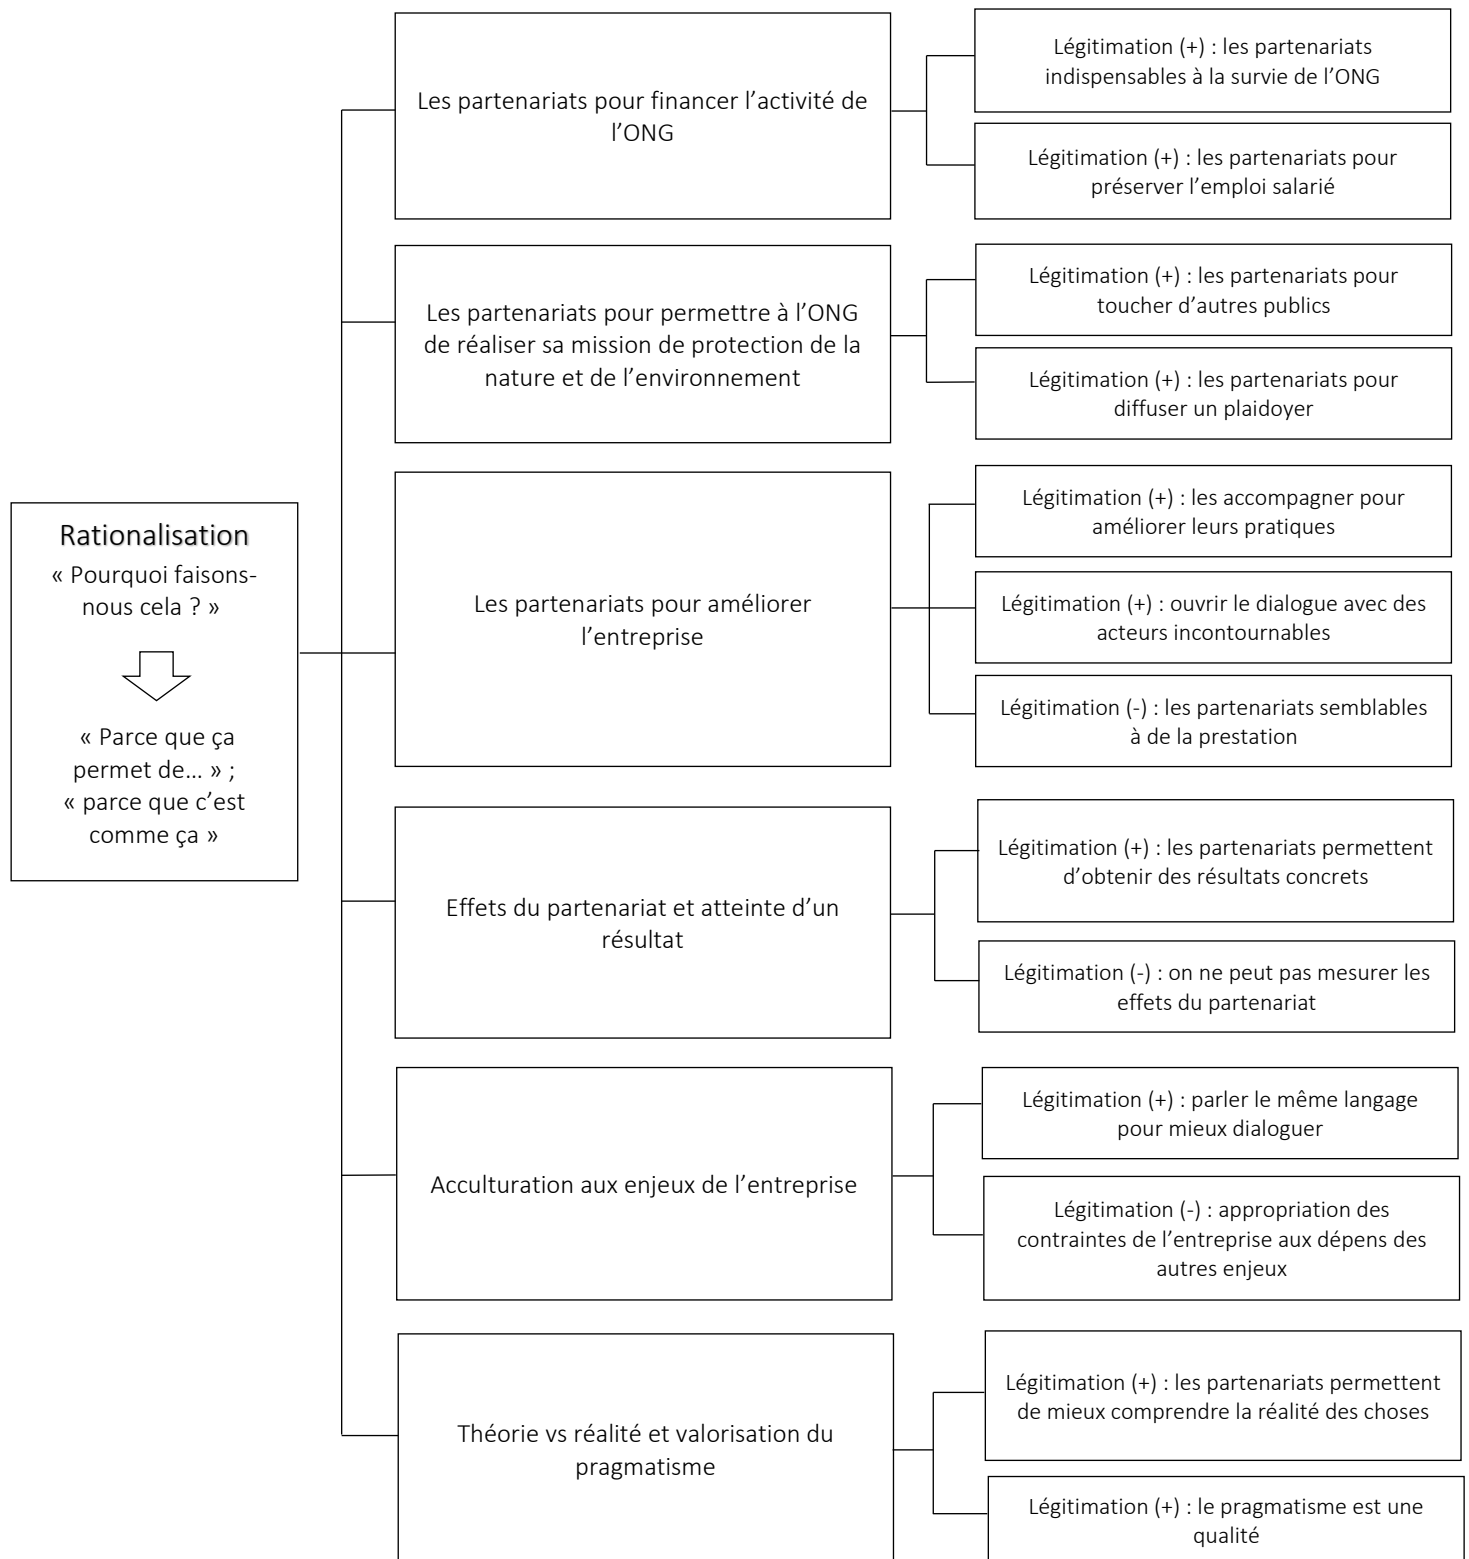 Rationalisation
« Pourquoi faisons-
nous cela ? »
« Parce que ça
permet de... » ;
« parce que c’est
comme ça »
Les partenariats pour financer l’activité de
l’ONG
Légitimation (+) : les partenariats
indispensables à la survie de l’ONG
Légitimation (+) : les partenariats pour
préserver l’emploi salarié
Les partenariats pour permettre à l’ONG
de réaliser sa mission de protection de la
nature et de l’environnement
Légitimation (+) : les partenariats pour
toucher d’autres publics
Légitimation (+) : les partenariats pour
diffuser un plaidoyer
Les partenariats pour améliorer
l’entreprise
Légitimation (+) : les accompagner pour
améliorer leurs pratiques
Légitimation (+) : ouvrir le dialogue avec des
acteurs incontournables
Légitimation (-) : les partenariats semblables
à de la prestation
Effets du partenariat et atteinte d’un
résultat
Légitimation (+) : les partenariats permettent
d’obtenir des résultats concrets
Légitimation (-) : on ne peut pas mesurer les
effets du partenariat
Acculturation aux enjeux de l’entreprise
Légitimation (+) : parler le même langage
pour mieux dialoguer
Légitimation (-) : appropriation des
contraintes de l’entreprise aux dépens des
autres enjeux
Théorie vs réalité et valorisation du
pragmatisme
Légitimation (+) : les partenariats permettent
de mieux comprendre la réalité des choses
Légitimation (+) : le pragmatisme est une
qualité